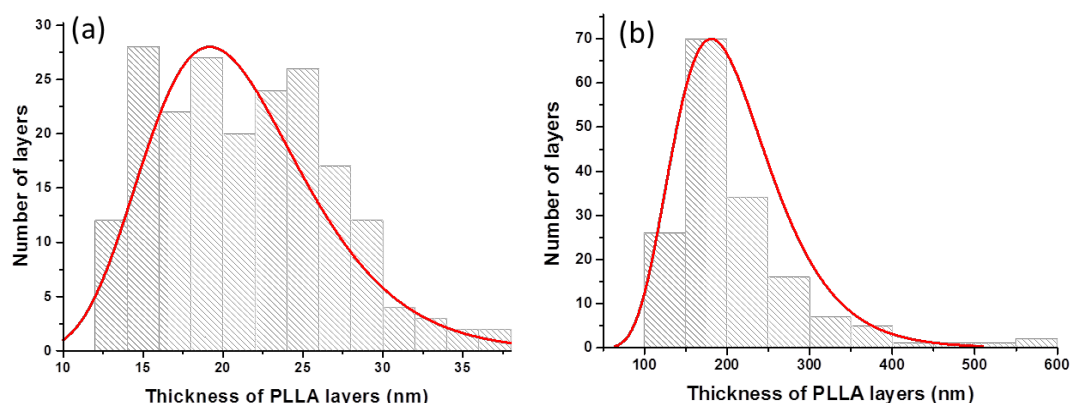 (a)
30
25
20
15
10
5
0
Number of layers
10 15 20 25 30 35
Thickness of PLLA layers (nm)
(b)
70
60
50
40
30
20
10
0
Number of layers
100 200 300 400 500 600
Thickness of PLLA layers (nm)